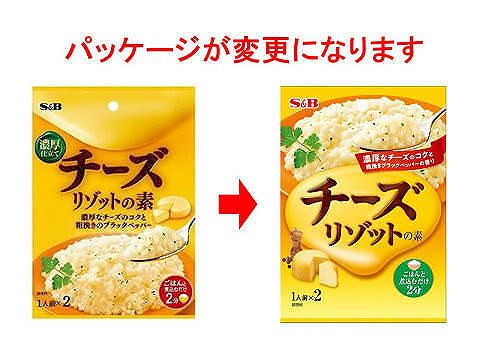 パッケージが変更になります
S&B
濃厚
仕立て
チーズ
リゾットの素
濃厚なチーズのコクと
粗挽きのブラックペッパー
ごはんと
煮込むだけ
2分
1人前×2
S&B
濃厚なチーズのコクと
粗挽きブラックペッパーの香り
チーズ
リゾットの素
ごはんと
煮込むだけ
2分
1人前×2